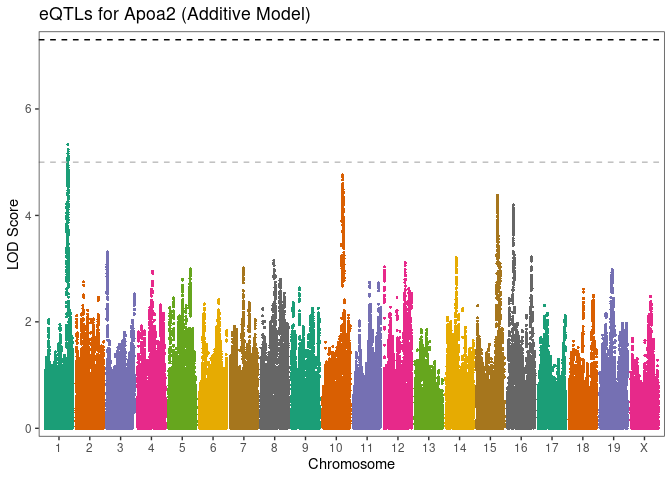 eQTLs for Apoa2 (Additive Model)
LOD Score
6
4
2
0
1 2 3 4 5 6 7 8 9 10 11 12 13 14 15 16 17 18 19 X
Chromosome